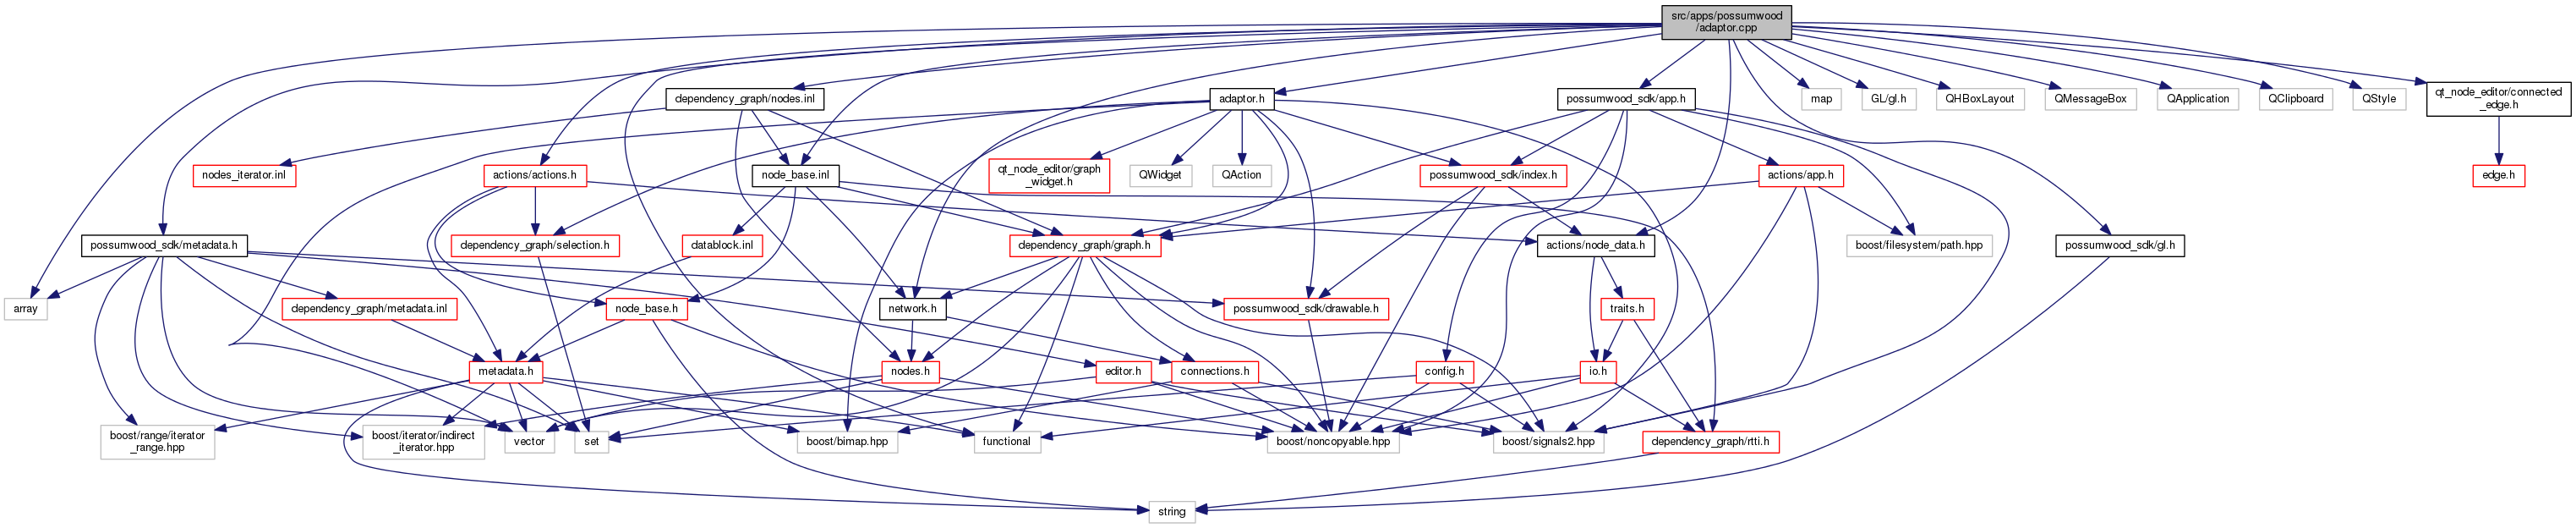 src/apps/possumwood
/adaptor.cpp
dependency_graph/nodes.inl
adaptor.h
possumwood_sdk/app.h
map
GL/gl.h
QHBoxLayout
QMessageBox
QApplication
QClipboard
QStyle
qt_node_editor/connected
_edge.h
nodes_iterator.inl
actions/actions.h
node_base.inl
qt_node_editor/graph
_widget.h
QWidget
QAction
possumwood_sdk/index.h
actions/app.h
edge.h
possumwood_sdk/metadata.h
dependency_graph/selection.h
datablock.inl
dependency_graph/graph.h
actions/node_data.h
boost/filesystem/path.hpp
possumwood_sdk/gl.h
array
dependency_graph/metadata.inl
node_base.h
network.h
possumwood_sdk/drawable.h
traits.h
metadata.h
nodes.h
editor.h
connections.h
config.h
io.h
boost/range/iterator
_range.hpp
boost/iterator/indirect
_iterator.hpp
vector
set
boost/bimap.hpp
functional
boost/noncopyable.hpp
boost/signals2.hpp
dependency_graph/rtti.h
string